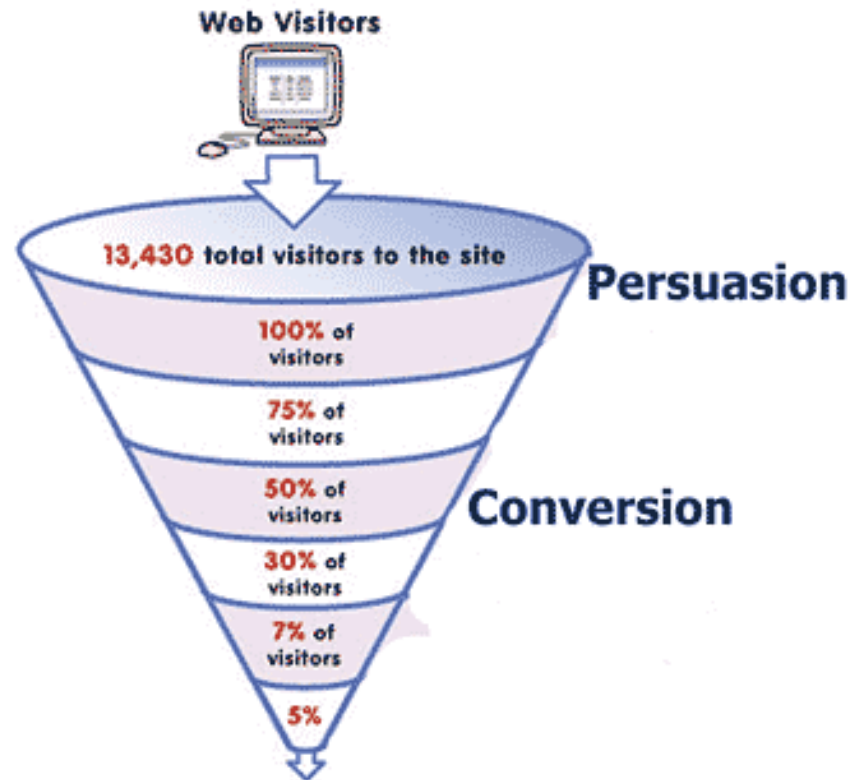 Web Visitors
13,430 total visitors to the site
Persuasion
100% of
visitors
75% of
visitors
50% of
visitors
Conversion
30% of
visitors
7% of
visitors
5%